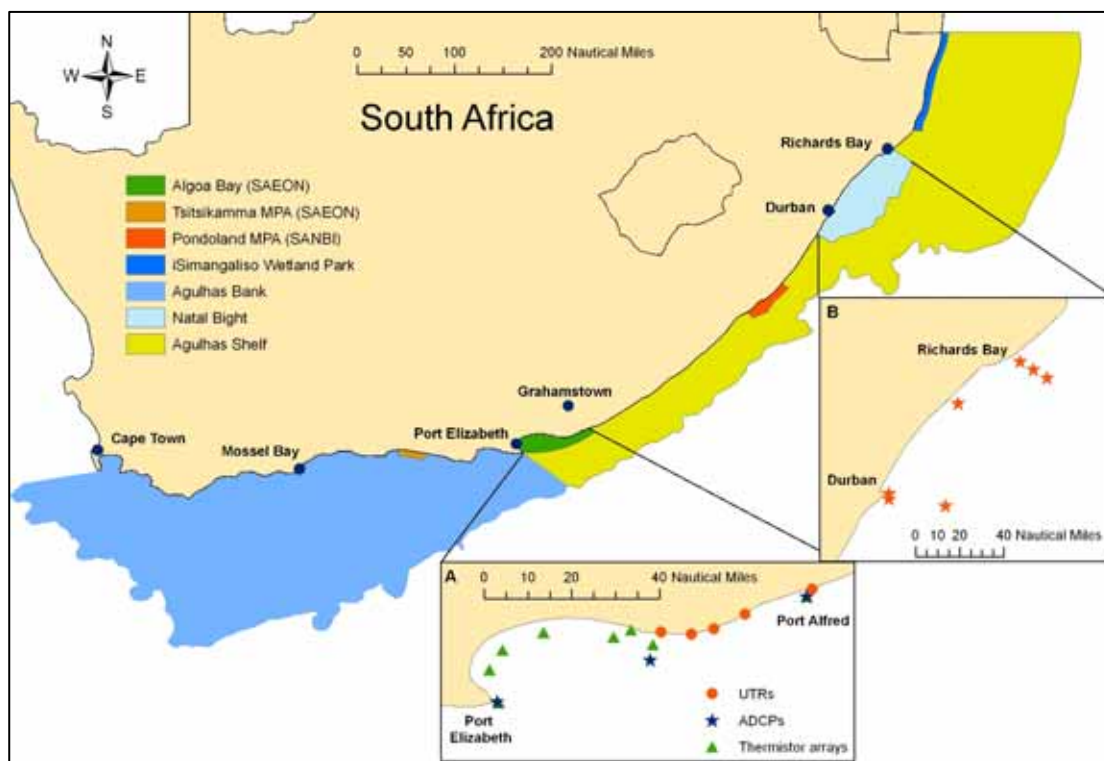 N
W E
S
0 50 100 200 Nautical Miles
South Africa
Richards Bay
Durban
Algoa Bay (SAEON)
Tsitsikamma MPA (SAEON)
Pondoland MPA (SANBI)
iSimangaliso Wetland Park
Agulhas Bank
Natal Bight
Agulhas Shelf
Grahamstown
Port Elizabeth
Cape Town
Mossel Bay
B
Richards Bay
Durban
0 10 20 40 Nautical Miles
A
0 10 20 40 Nautical Miles
Port Alfred
Port
Elizabeth
UTRs
ADCPs
Thermistor arrays